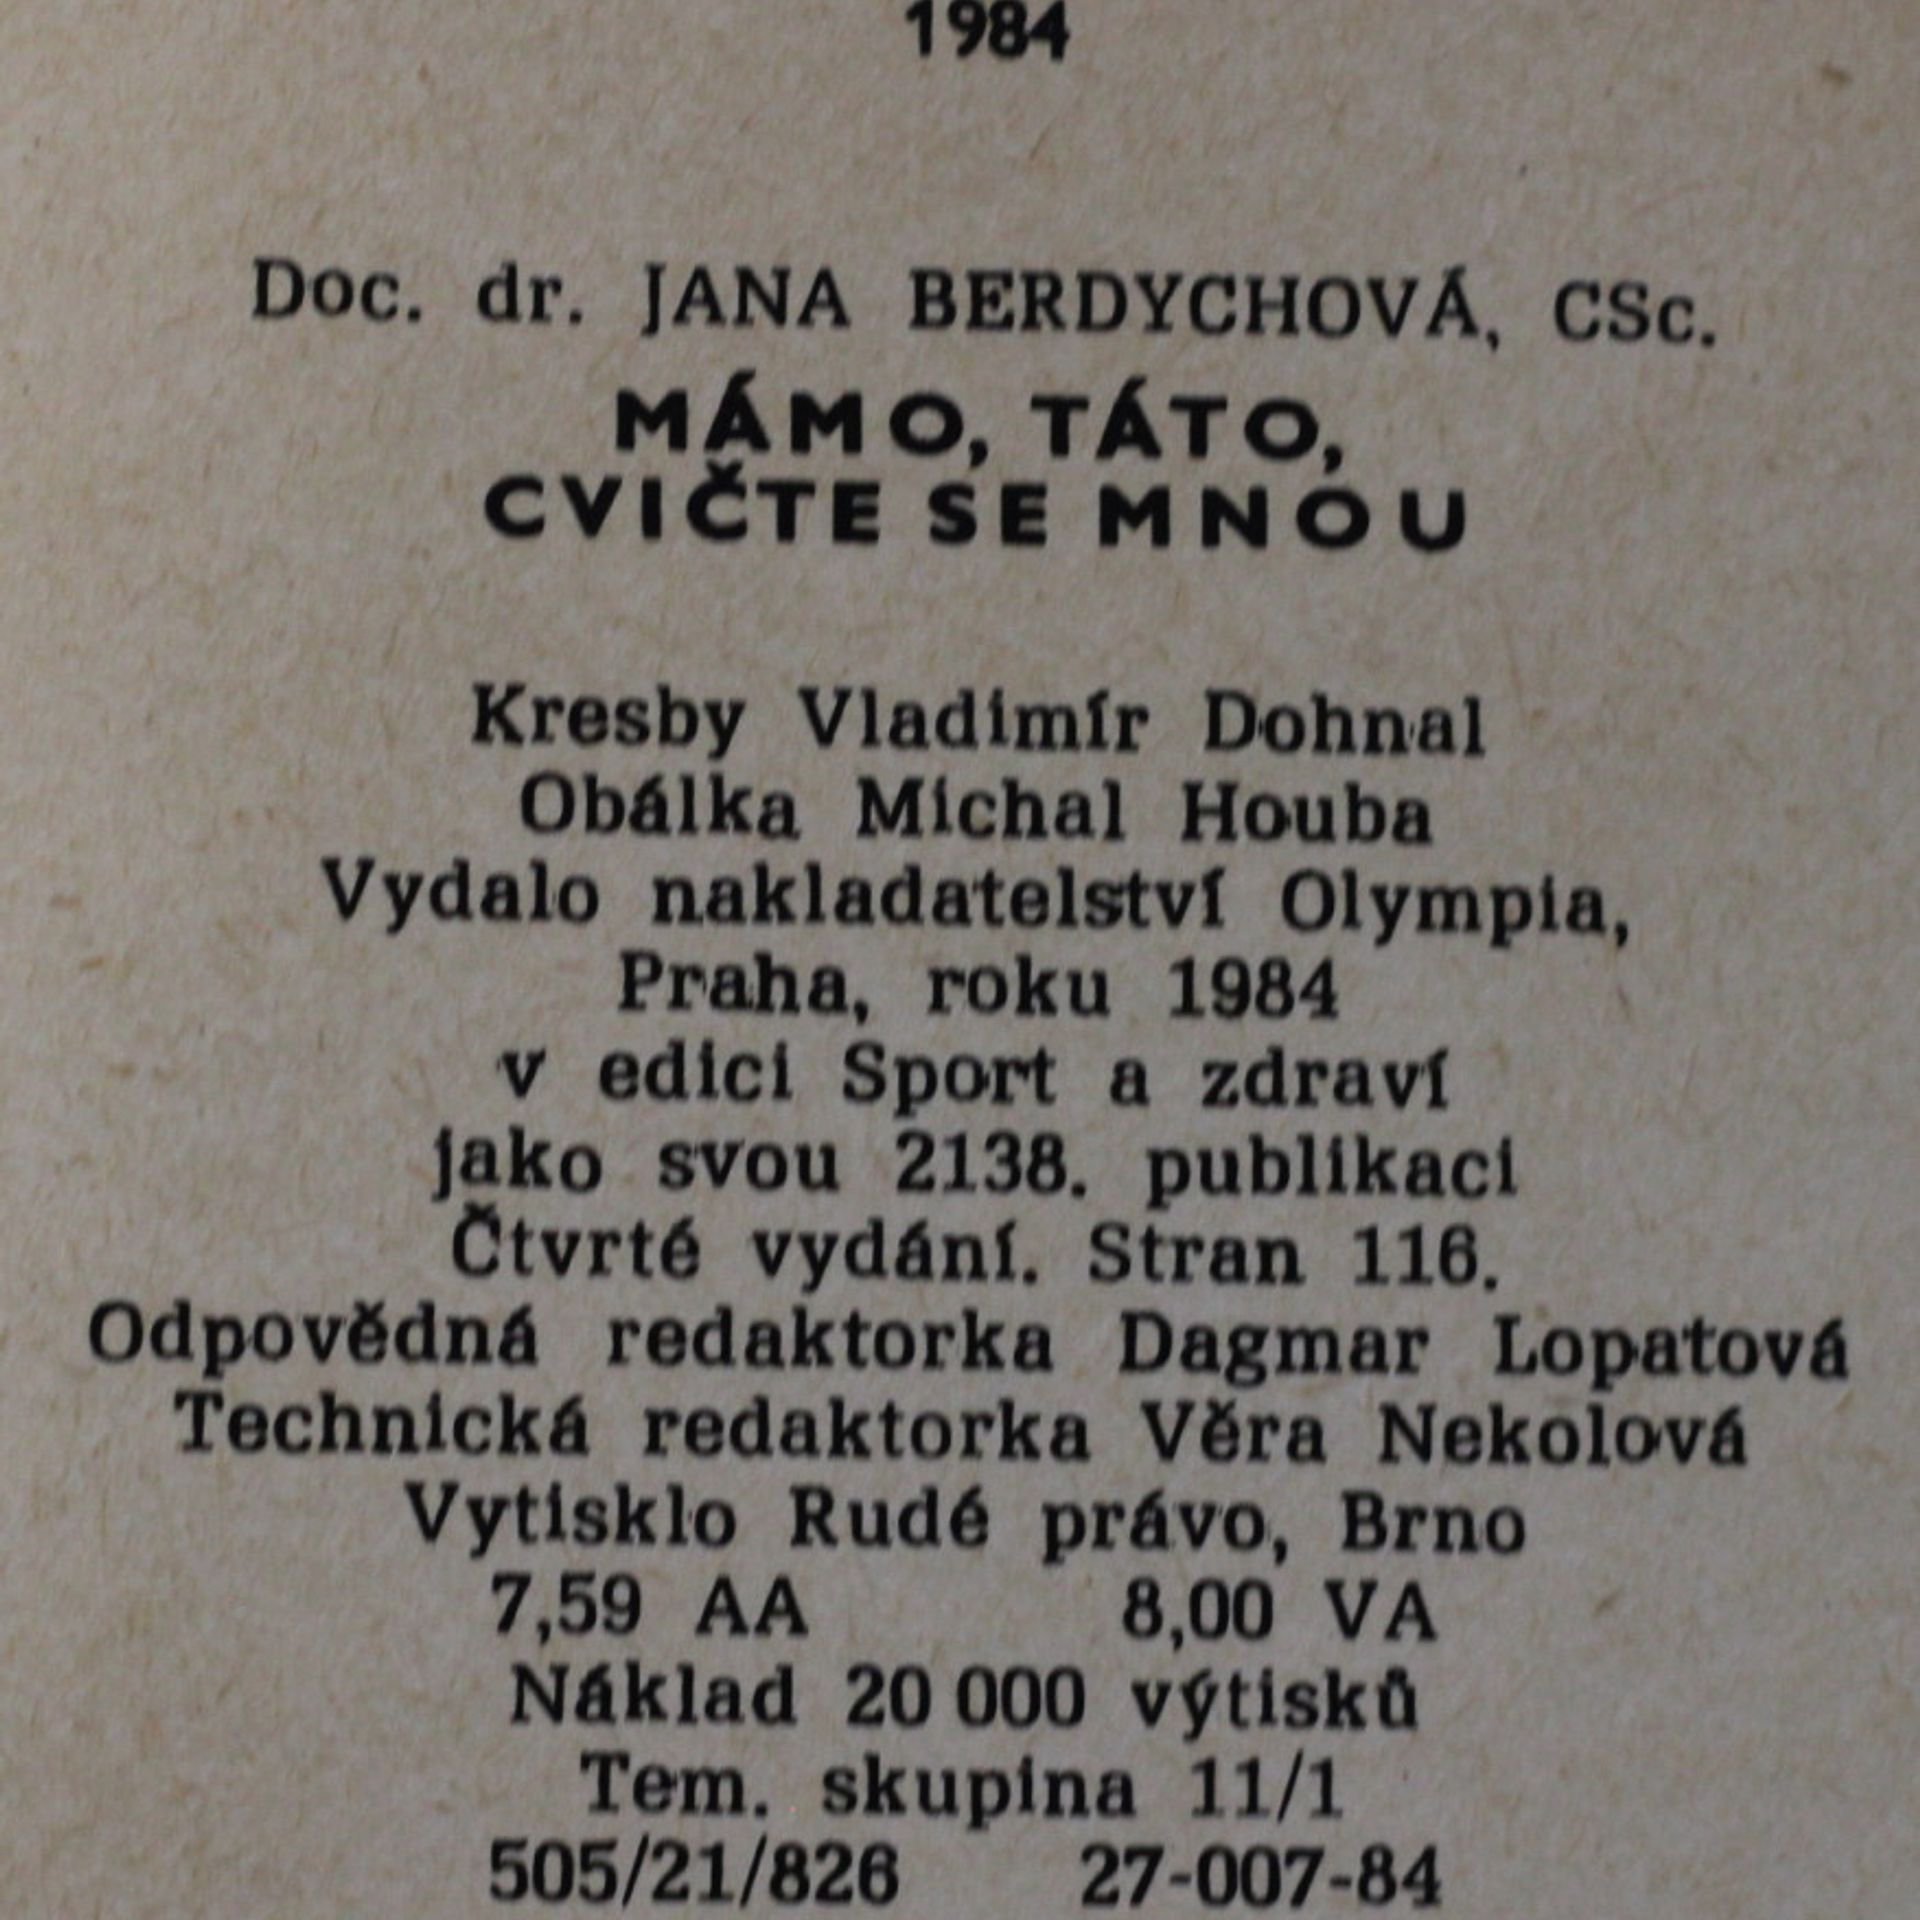 1984
Doc. dr. JANA BERDYCHOVÁ, CSc.
MÁMO, TÁTO,
CVIČTE SE MNOU
Kresby Vladimír Dohnal
Obálka Michal Houba
Vydalo nakladatelství Olympia,
Praha, roku 1984
v edici Sport a zdraví
jako svou 2138. publikaci
Čtvrté vydání. Stran 116.
Odpovědná redaktorka Dagmar Lopatová
Technická redaktorka Věra Nekolová
Vytisklo Rudé právo, Brno
7,59 AA 8,00 VA
Náklad 20 000 výtisků
Tem. skupina 11/1
505/21/826 27-007-84